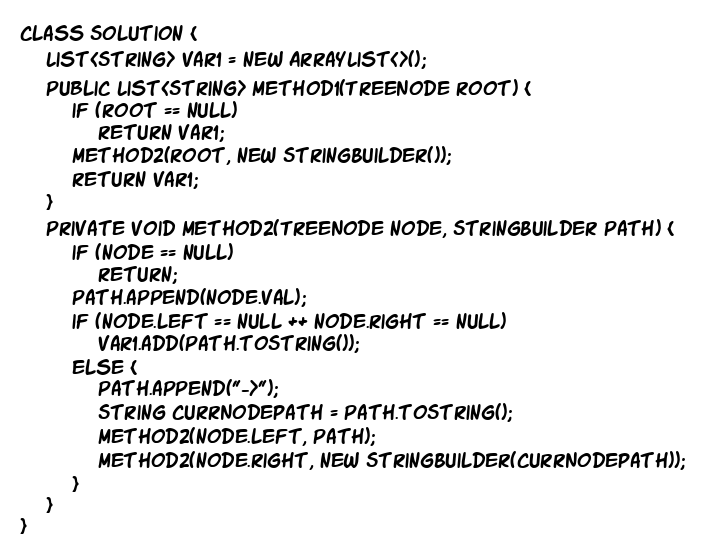 CLASS SOLUTION {
LIST<STRING> VAR1 = NEW ARRAYLIST<>();
PUBLIC LIST<STRING> METHOD1(TREENODE ROOT) {
IF (ROOT == NULL)
RETURN VAR1;
METHOD2(ROOT, NEW STRINGBUILDER());
RETURN VAR1;
}
PRIVATE VOID METHOD2(TREENODE NODE, STRINGBUILDER PATH) {
IF (NODE == NULL)
RETURN;
PATH.APPEND(NODE.VAL);
IF (NODE.LEFT == NULL ++ NODE.RIGHT == NULL)
VAR1.ADD(PATH.TOSTRING());
ELSE {
PATH.APPEND("->");
STRING CURRNODEPATH = PATH.TOSTRING();
METHOD2(NODE.LEFT, PATH);
METHOD2(NODE.RIGHT, NEW STRINGBUILDER(CURRNODEPATH));
}
}
}